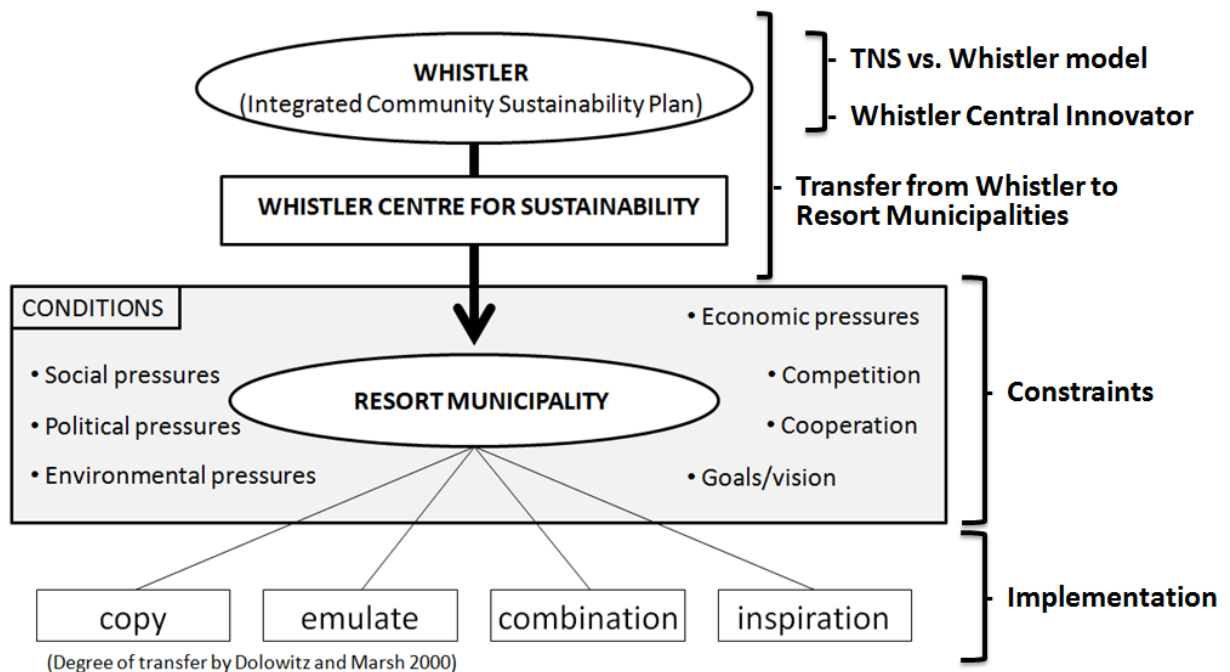 WHISTLER
(Integrated Community Sustainability Plan)
- TNS vs. Whistler model
- Whistler Central Innovator
WHISTLER CENTRE FOR SUSTAINABILITY
- Transfer from Whistler to
Resort Municipalities
CONDITIONS
• Social pressures
• Political pressures
• Environmental pressures
RESORT MUNICIPALITY
• Economic pressures
• Competition
• Cooperation
• Goals/vision
- Constraints
copy
emulate
combination
inspiration
- Implementation
(Degree of transfer by Dolowitz and Marsh 2000)